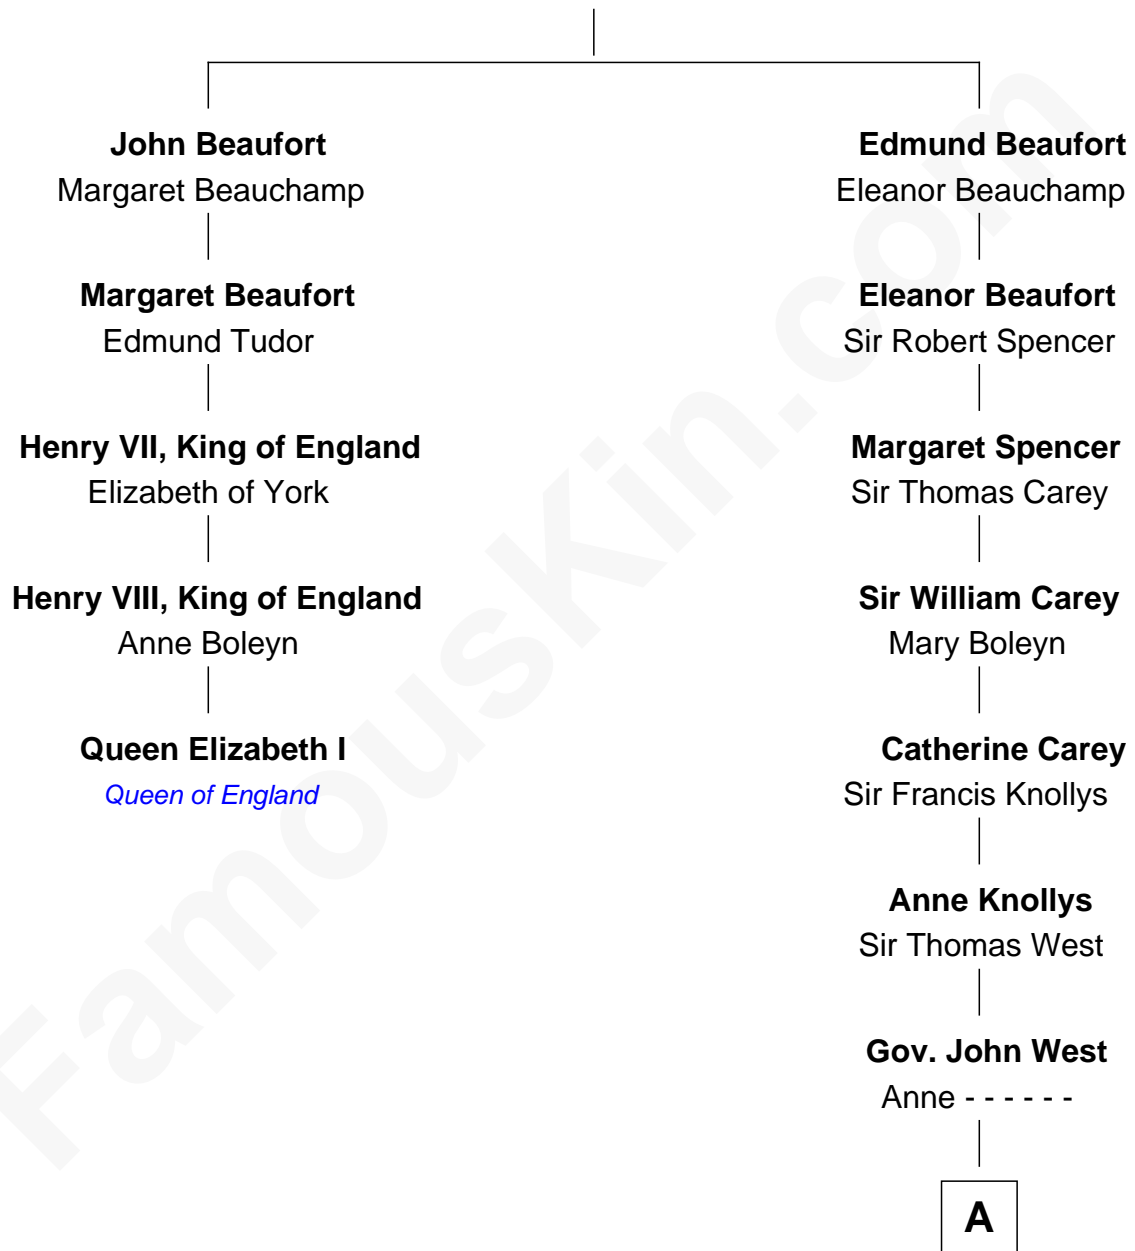 John Beaufort
Margaret Beauchamp
Margaret Beaufort
Edmund Tudor
Henry VII, King of England
Elizabeth of York
Henry VIII, King of England
Anne Boleyn
Queen Elizabeth I
Queen of England
Edmund Beaufort
Eleanor Beauchamp
Eleanor Beaufort
Sir Robert Spencer
Margaret Spencer
Sir Thomas Carey
Sir William Carey
Mary Boleyn
Catherine Carey
Sir Francis Knollys
Anne Knollys
Sir Thomas West
Gov. John West
Anne - - - - - -
A
FamousKin.com